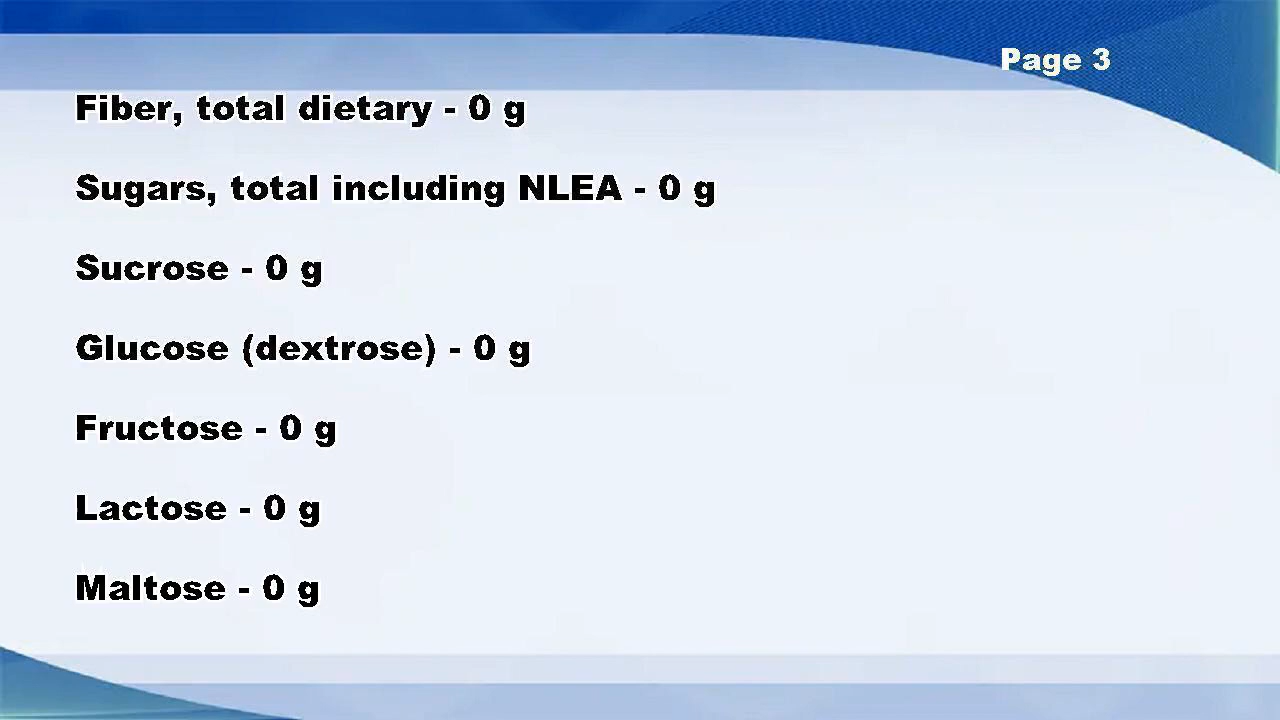 Page 3
Fiber, total dietary - 0 g
Sugars, total including NLEA - 0 g
Sucrose - 0 g
Glucose (dextrose) - 0 g
Fructose - 0 g
Lactose - 0 g
Maltose - 0 g